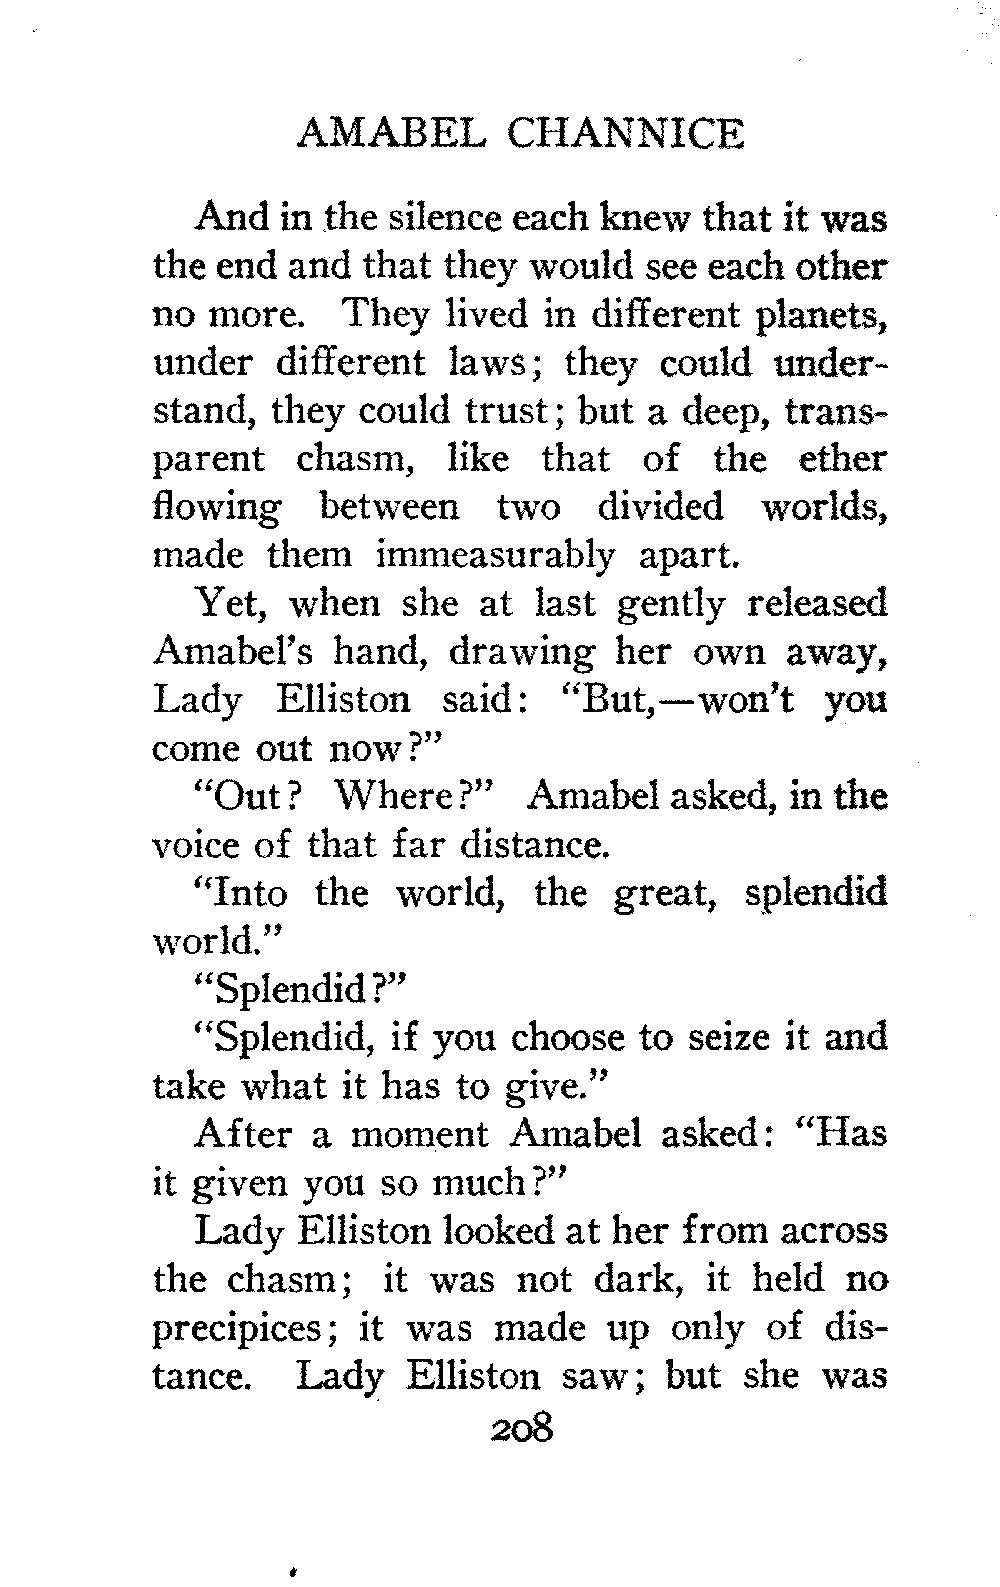 AMABEL CHANNICE
And in the silence each knew that it was
the end and that they would see each other
no more. They lived in different planets,
under different laws; they could under-
stand, they could trust; but a deep, trans-
parent chasm, like that of the ether
flowing between two divided worlds,
made them immeasurably apart.
Yet, when she at last gently released
Amabel's hand, drawing her own away,
Lady Elliston said: "But,—won't you
come out now?"
"Out? Where?" Amabel asked, in the
voice of that far distance.
"Into the world, the great, splendid
world."
"Splendid?"
"Splendid, if you choose to seize it and
take what it has to give."
After a moment Amabel asked: "Has
it given you so much?"
Lady Elliston looked at her from across
the chasm; it was not dark, it held no
precipices; it was made up only of dis-
tance. Lady Elliston saw; but she was
208